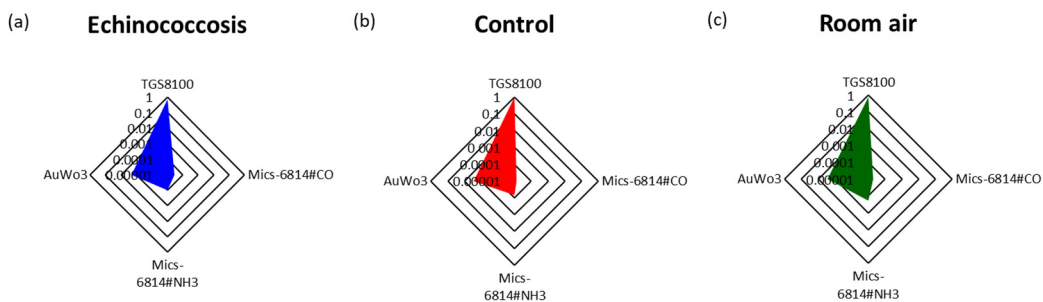 (a)
Echinococcosis
TGS8100
1
0.1
0.01
0.001
0.0001
0.00001
AuWo3
Mics-6814#CO
Mics-
6814#NH3
(b)
Control
TGS8100
1
0.1
0.01
0.001
0.0001
0.00001
AuWo3
Mics-6814#CO
Mics-
6814#NH3
(c)
Room air
TGS8100
1
0.1
0.01
0.001
0.0001
0.00001
AuWo3
Mics-6814#CO
Mics-
6814#NH3